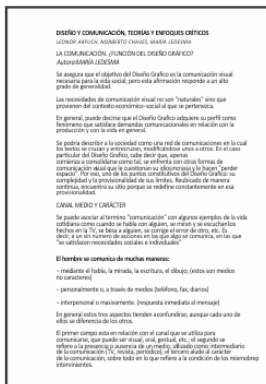 DISEÑO Y COMUNICACIÓN, TEORÍAS Y ENFOQUES CRÍTICOS
LEONOR ARFUCH, NORBERTO CHAVES, MARÍA LEDESMA
LA COMUNICACIÓN. ¿FUNCIÓN DEL DISEÑO GRÁFICO?
Autora:MARÍA LEDESMA
Se asegura que el objetivo del Diseño Grafico es la comunicación visual
necesaria para la vida social; pero esta afirmación responde a un alto
grado de generalidad.
Las necesidades de comunicación visual no son "naturales" sino que
provienen del contexto económico–social al que se pertenezca.
En general, puede decirse que el Diseño Grafico adquiere su perfil como
fenómeno que satisface demandas comunicacionales en relación con la
producción y con la vida en general.
Se podría describir a la sociedad como una red de comunicaciones en la cual
los textos se cruzan y entrecruzan, modificándose unos a otros. En el caso
particular del Diseño Gráfico, cabe decir que, apenas
comienza a consolidarse como tal, se enfrenta con otras formas de
comunicación visual que le cuestionan su idiosincrasia y le hacen "perder
espacio". Por eso, uno de los puntos constitutivos del Diseño Grafico: su
complejidad y la provisionalidad de sus límites. Reubicado de manera
continua, encuentra su sitio porque se redefine constantemente en esa
provisionalidad.
CANAL MEDIO Y CARÁCTER
Se puede asociar el termino "comunicación" con algunos ejemplos de la vida
cotidiana como cuando se habla con alguien, se miran y se escuchan los
hechos en la TV, se besa a alguien, se corrige el error de otro, etc. Es
decir, a un sin número de acciones en las que algo se comunica, en las que
"se satisfacen necesidades sociales e individuales"
El hombre se comunica de muchas maneras:
– mediante el habla, la mirada, la escritura, el dibujo; (estos son medios
no caracteres)
– personalmente o, a través de medios (teléfono, fax, diarios)
– interpersonal o masivamente. (respuesta inmediata al mensaje)
En general estos tres aspectos tienden a confundirse, aunque cada uno de
ellos se diferencia de los otros.
El primer campo esta en relación con el canal que se utiliza para
comunicarse, que puede ser visual, oral, gestual, etc.; el segundo se
refiere a la presencia o ausencia de un medio, utilizado como intermediario
de la comunicación (TV, revista, periódico); el tercero alude al carácter
de la comunicación, sobre todo en lo que refiere a la condición de los
intervinientes.